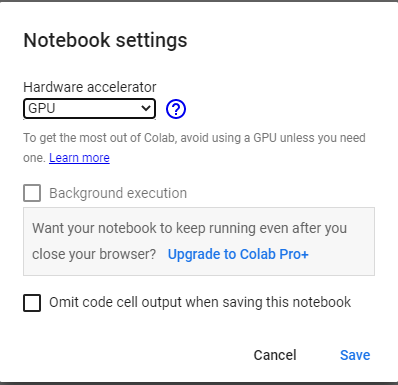 Notebook settings
Hardware accelerator
GPU
?
To get the most out of Colab, avoid using a GPU unless you need
one. Learn more
Background execution
Want your notebook to keep running even after you
close your browser? Upgrade to Colab Pro+
Omit code cell output when saving this notebook
Cancel Save